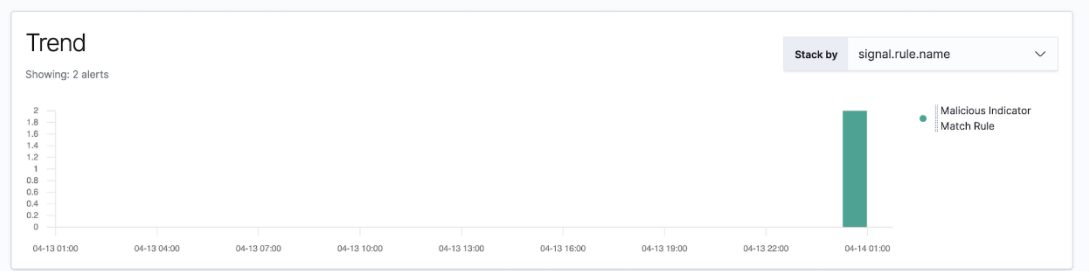 Trend
Showing: 2 alerts
Stack by signal.rule.name
2
1.8
1.6
1.4
1.2
1
0.8
0.6
0.4
0.2
0
04-13 01:00 04-13 04:00 04-13 07:00 04-13 10:00 04-13 13:00 04-13 16:00 04-13 19:00 04-13 22:00 04-14 01:00
Malicious Indicator
Match Rule